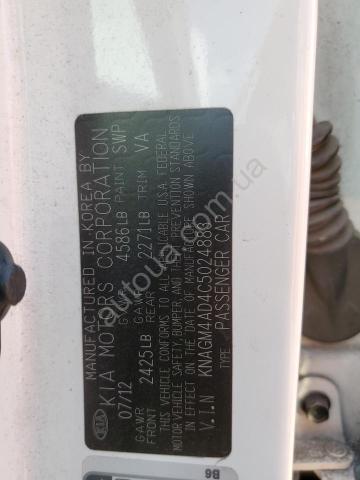 MANUFACTURED IN KOREA BY
KIA MOTORS CORPORATION
07/12 GVWR 4586LB PAINT SWP
GAWR FRONT 2425LB GAWR REAR 2271LB TRIM VA
THIS VEHICLE CONFORMS TO ALL APPLICABLE U.S.A. FEDERAL
MOTOR VEHICLE SAFETY, BUMPER, AND THEFT PREVENTION STANDARDS
IN EFFECT ON THE DATE OF MANUFACTURE SHOWN ABOVE
V.I.N KNAGM4AD4C5024886
TYPE PASSENGER CAR
KIA
autoua.com
B6